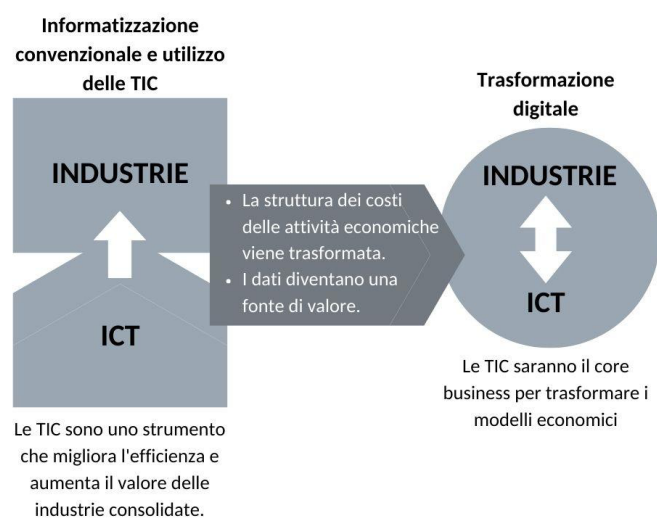 Informatizzazione
convenzionale e utilizzo
delle TIC
INDUSTRIE
ICT
Le TIC sono uno strumento
che migliora l'efficienza e
aumenta il valore delle
industrie consolidate.
• La struttura dei costi
delle attività economiche
viene trasformata.
• I dati diventano una
fonte di valore.
Trasformazione
digitale
INDUSTRIE
ICT
Le TIC saranno il core
business per trasformare i
modelli economici